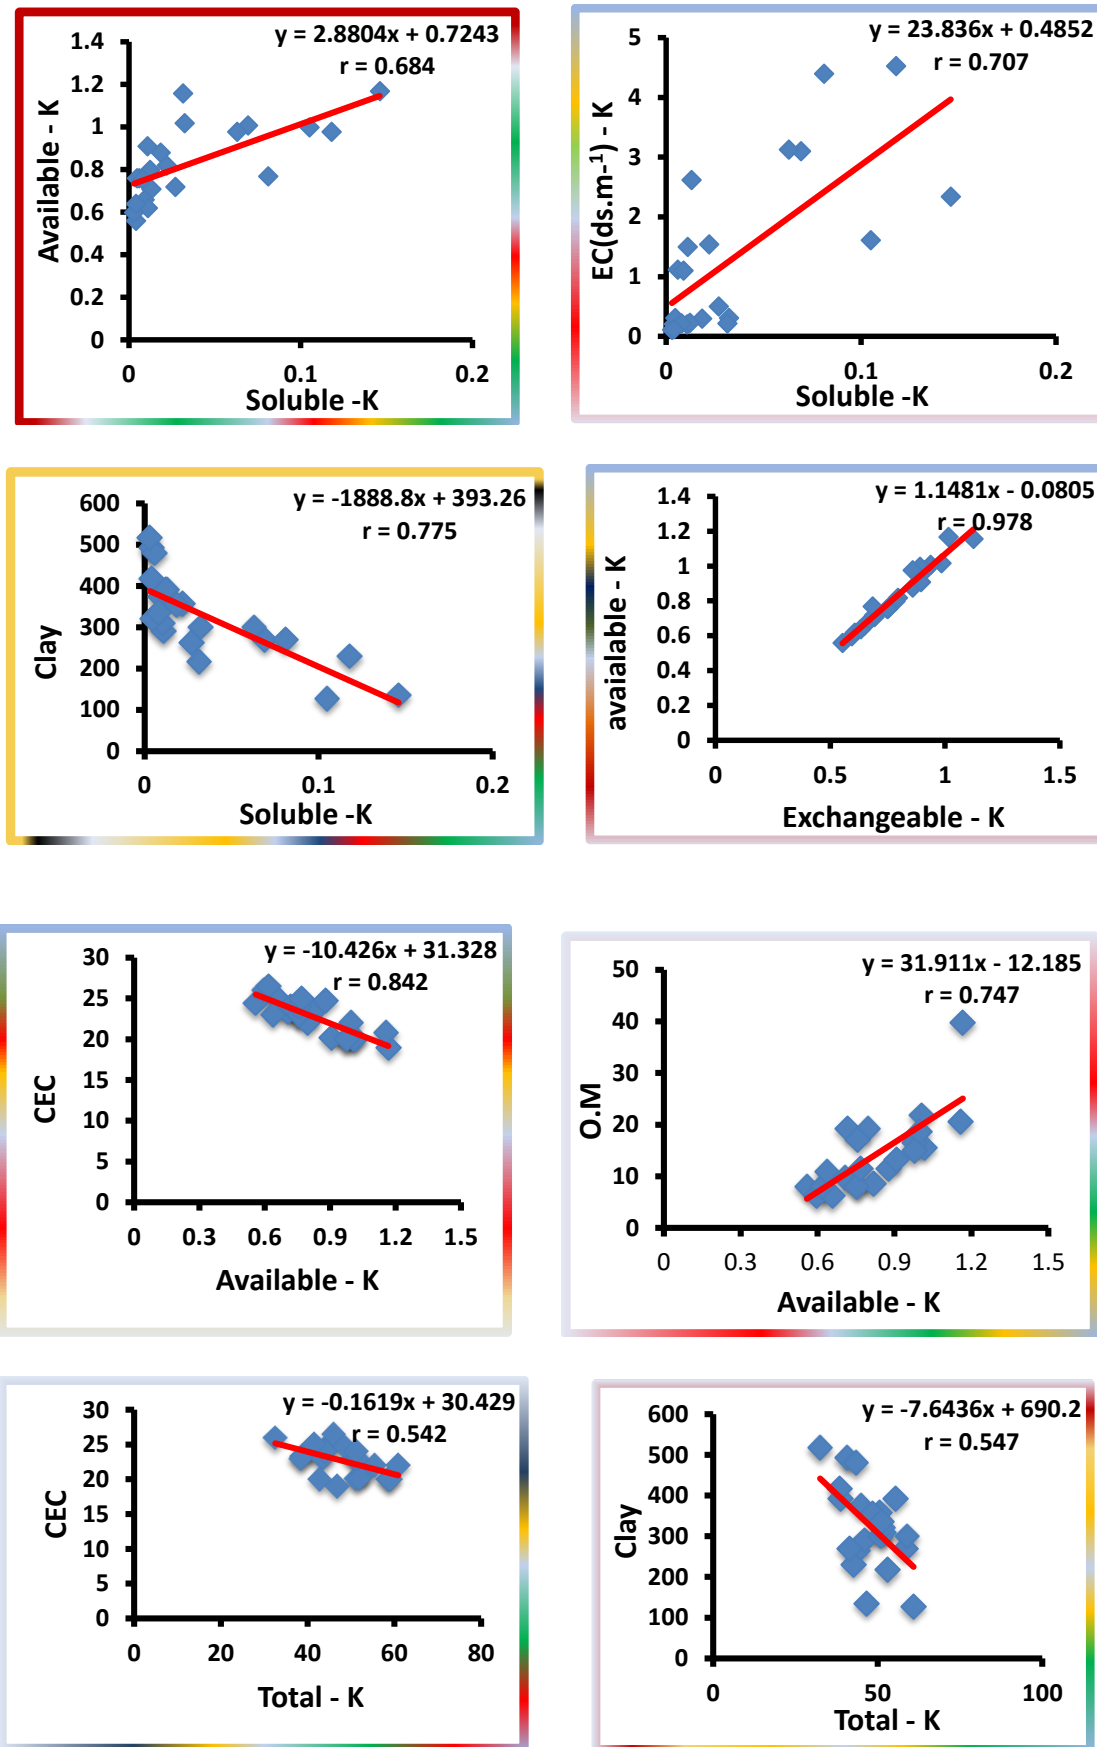 y = 2.8804x + 0.7243
r = 0.684
1.4
1.2
1
0.8
0.6
0.4
0.2
0
Available - K
0 0.1 0.2
Soluble -K
y = 23.836x + 0.4852
r = 0.707
5
4
3
2
1
0
EC(ds.m-¹) - K
0 0.1 0.2
Soluble -K
y = -1888.8x + 393.26
r = 0.775
600
500
400
300
200
100
0
Clay
0 0.1 0.2
Soluble -K
y = 1.1481x - 0.0805
r = 0.978
1.4
1.2
1
0.8
0.6
0.4
0.2
0
avaialable - K
0 0.5 1 1.5
Exchangeable - K
y = -10.426x + 31.328
r = 0.842
30
25
20
15
10
5
0
CEC
0 0.3 0.6 0.9 1.2 1.5
Available - K
y = 31.911x - 12.185
r = 0.747
50
40
30
20
10
0
O.M
0 0.3 0.6 0.9 1.2 1.5
Available - K
y = -0.1619x + 30.429
r = 0.542
30
25
20
15
10
5
0
CEC
0 20 40 60 80
Total - K
y = -7.6436x + 690.2
r = 0.547
600
500
400
300
200
100
0
Clay
0 50 100
Total - K